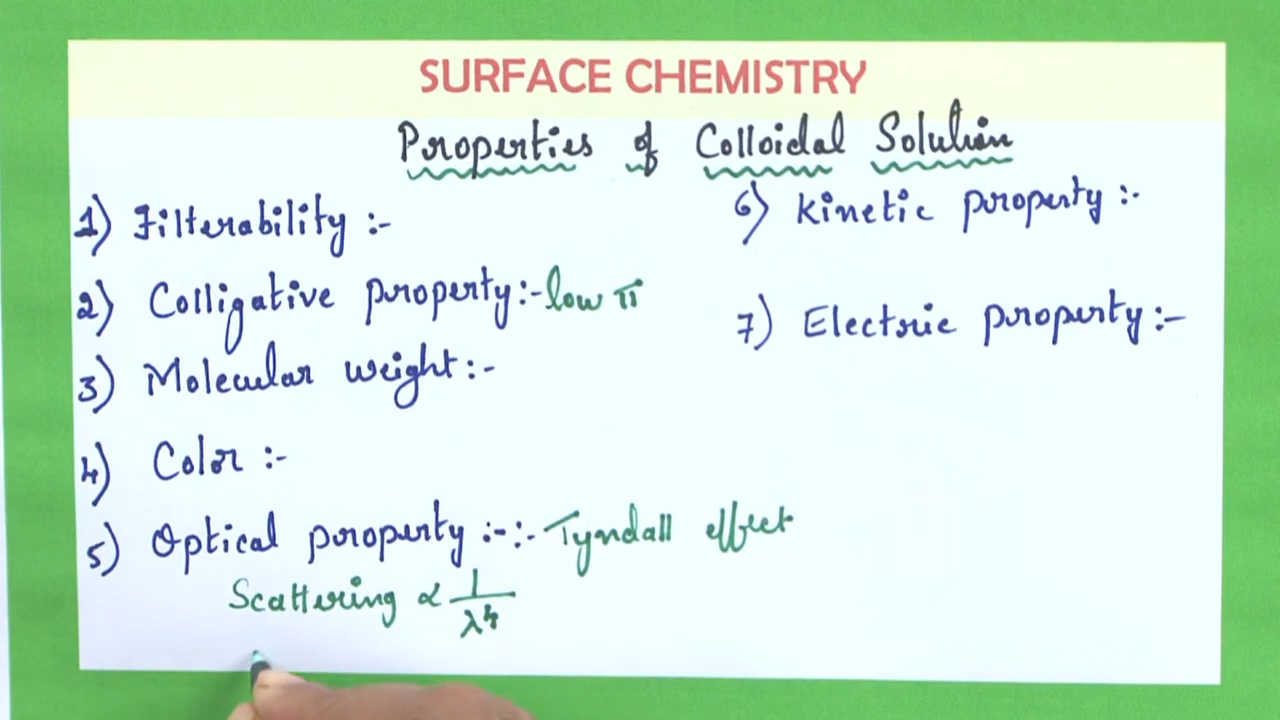 SURFACE CHEMISTRY
Properties of Colloidal Solution
1) Filterability :-
2) Colligative property:- low π
3) Molecular weight:-
4) Color :-
5) Optical property :-:- Tyndall effect
Scattering ∝ 1/λ⁴
6) Kinetic property :-
7) Electric property:-